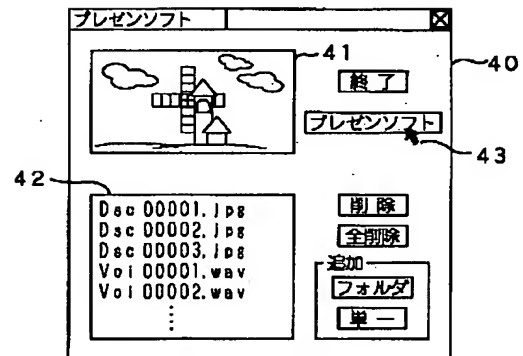 プレゼンソフト
41
40
終了
プレゼンソフト
43
42
Dsc00001.jpg
Dsc00002.jpg
Dsc00003.jpg
Voi00001.wav
Voi00002.wav
⋮
削除
全削除
追加
フォルダ
単一